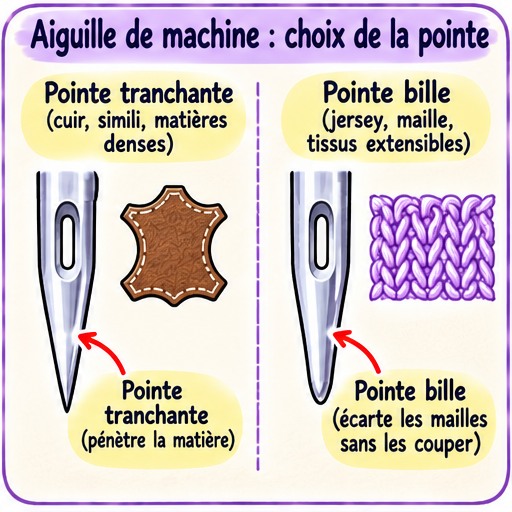 Aiguille de machine : choix de la pointe
Pointe tranchante
(cuir, simili, matières
denses)
Pointe bille
(jersey, maille,
tissus extensibles)
Pointe
tranchante
(pénètre la matière)
Pointe bille
(écarte les mailles
sans les couper)